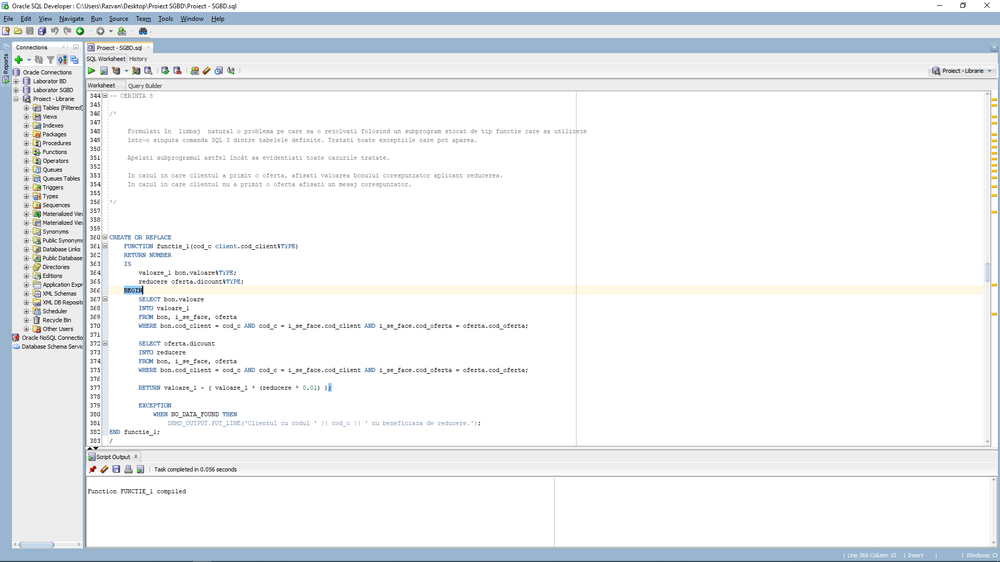 Oracle SQL Developer : C:\Users\Razvan\Desktop\Proiect SGBD\Proiect - SGBD.sql
File Edit View Navigate Run Source Team Tools Window Help
Reports
Connections
Oracle Connections
Laborator BD
Laborator SGBD
Proiect - Librarie
Tables (Filtered)
Views
Indexes
Packages
Procedures
Functions
Operators
Queues
Queues Tables
Triggers
Types
Sequences
Materialized Vie
Materialized Vie
Synonyms
Public Synonyms
Database Links
Public Database
Directories
Editions
Application Expr
XML Schemas
XML DB Reposito
Scheduler
Recycle Bin
Other Users
Oracle NoSQL Connectio
Database Schema Servic
Proiect - SGBD.sql
SQL Worksheet History
Proiect - Librarie
Worksheet Query Builder
344 -- CERINTA 8
345
346 /*
347
348 Formulati în  limbaj  natural o problema pe care sa o rezolvati folosind un subprogram stocat de tip functie care sa utilizeze
349 într-o singura comanda SQL 3 dintre tabelele definite. Tratati toate exceptiile care pot aparea.
350
351 Apelati subprogramul astfel încât sa evidentiati toate cazurile tratate.
352
353 In cazul in care clientul a primit o oferta, afisati valoarea bonului corespunzator aplicant reducerea.
354 In cazul in care clientul nu a primit o oferta afisati un mesaj corespunzator.
355
356 */
357
358
359
360 CREATE OR REPLACE
361 FUNCTION functie_1(cod_c client.cod_client%TYPE)
362 RETURN NUMBER
363 IS
364 valoare_1 bon.valoare%TYPE;
365 reducere oferta.dicount%TYPE;
366 BEGIN
367 SELECT bon.valoare
368 INTO valoare_1
369 FROM bon, i_se_face, oferta
370 WHERE bon.cod_client = cod_c AND cod_c = i_se_face.cod_client AND i_se_face.cod_oferta = oferta.cod_oferta;
371
372 SELECT oferta.dicount
373 INTO reducere
374 FROM bon, i_se_face, oferta
375 WHERE bon.cod_client = cod_c AND cod_c = i_se_face.cod_client AND i_se_face.cod_oferta = oferta.cod_oferta;
376
377 RETURN valoare_1 - ( valoare_1 * (reducere * 0.01) );
378
379 EXCEPTION
380 WHEN NO_DATA_FOUND THEN
381 DBMS_OUTPUT.PUT_LINE('Clientul cu codul ' || cod_c || ' nu beneficiaza de reducere.');
382 END functie_1;
383 /
Script Output
Task completed in 0.056 seconds
Function FUNCTIE_1 compiled
Line 366 Column 10 | Insert | | Windows: CF